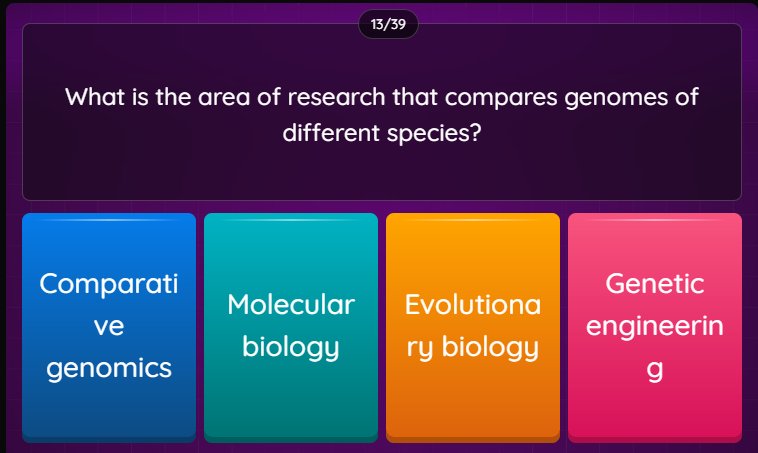 13/39
What is the area of research that compares genomes of
different species?
Comparati
ve
genomics
Molecular
biology
Evolutiona
ry biology
Genetic
engineerin
g